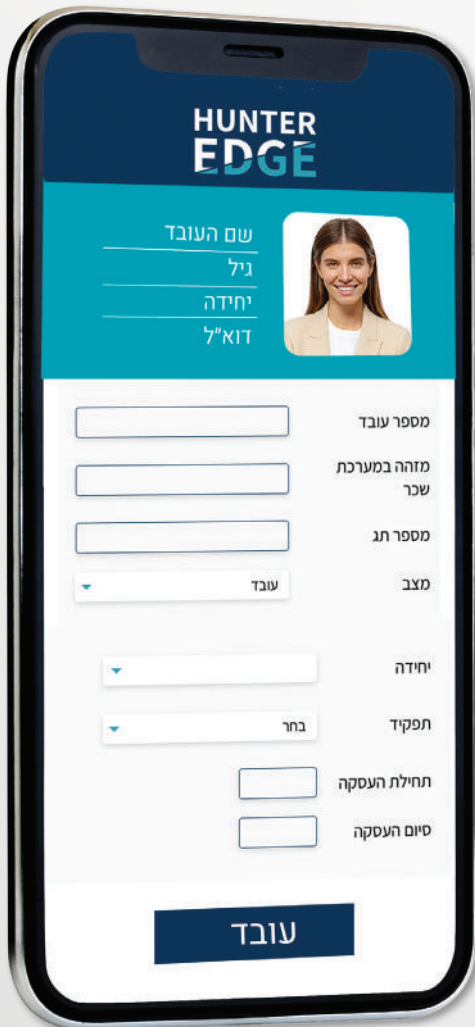 HUNTER
EDGE
שם העובד
גיל
יחידה
דוא"ל
מספר עובד
מזהה במערכת
שכר
מספר תג
מצב
עובד
יחידה
תפקיד
בחר
תחילת העסקה
סיום העסקה
עובד